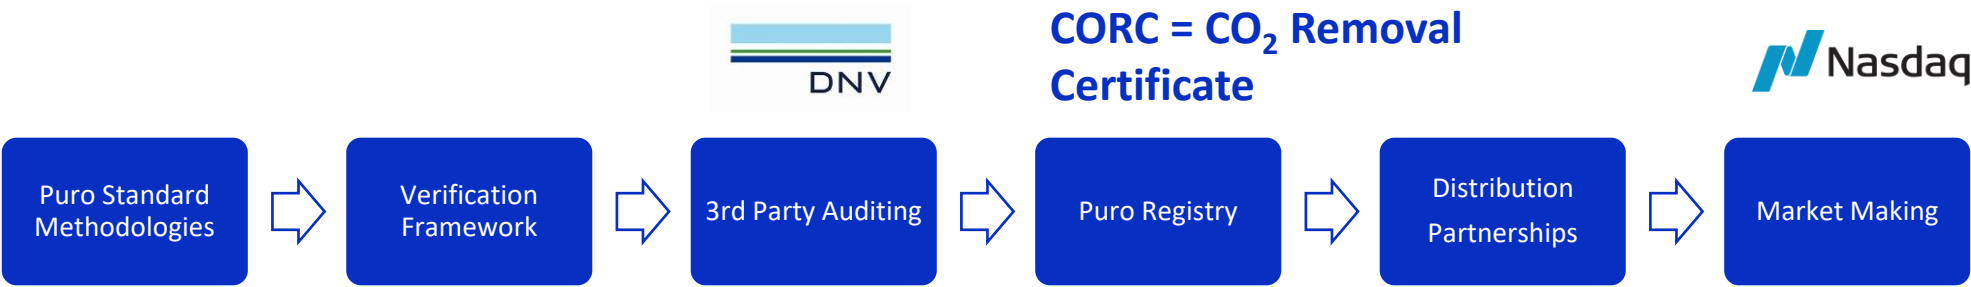 DNV
CORC = CO₂ Removal
Certificate
Nasdaq
Puro Standard
Methodologies
Verification
Framework
3rd Party Auditing
Puro Registry
Distribution
Partnerships
Market Making